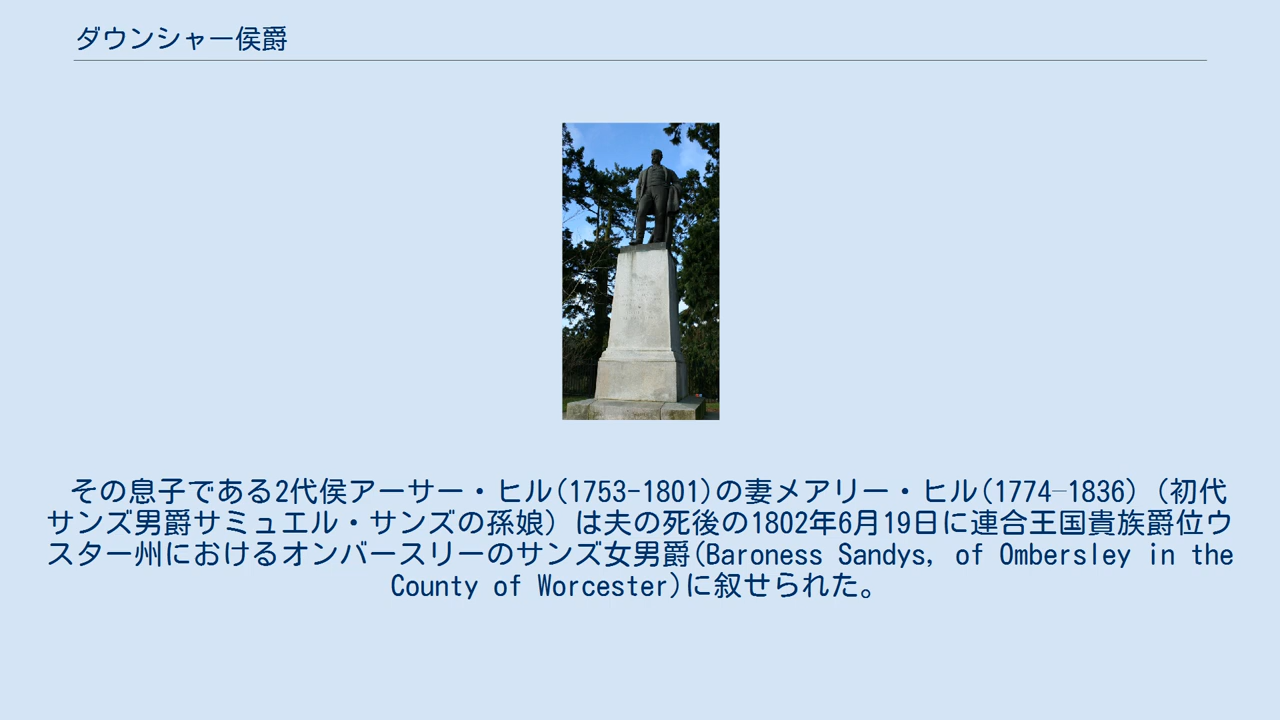 ダウンシャー侯爵
その息子である2代侯アーサー・ヒル(1753-1801)の妻メアリー・ヒル(1774–1836) (初代
サンズ男爵サミュエル・サンズの孫娘) は夫の死後の1802年6月19日に連合王国貴族爵位ウ
スター州におけるオンバースリーのサンズ女男爵(Baroness Sandys, of Ombersley in the
County of Worcester)に叙せられた。